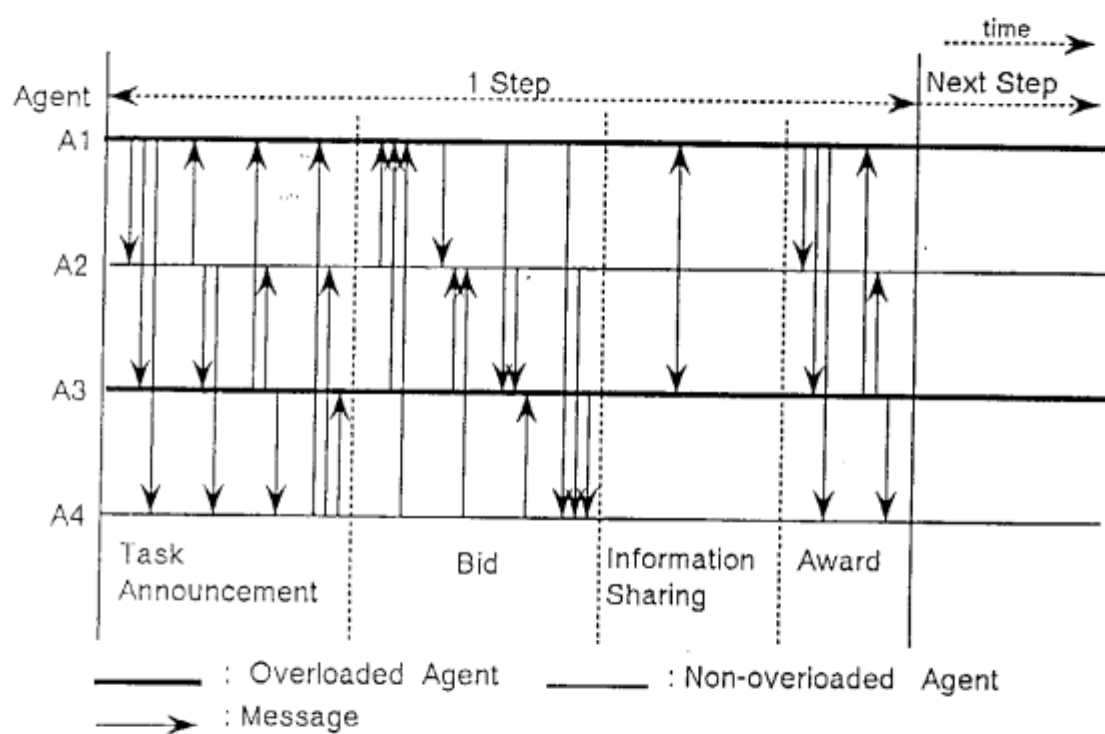 time
Agent
1 Step
Next Step
A1
A2
A3
A4
Task
Announcement
Bid
Information
Sharing
Award
: Overloaded Agent
: Non-overloaded Agent
: Message